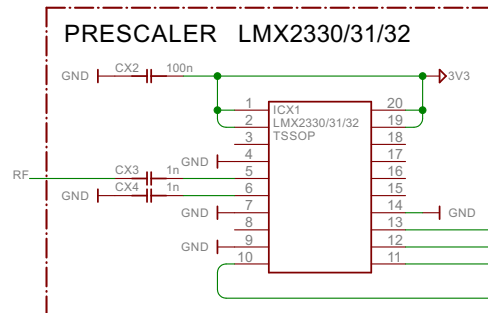 PRESCALER LMX2330/31/32
GND CX2 100n 3V3
1 ICX1 20
2 LMX2330/31/32 19
3 TSSOP 18
GND 4 17
RF CX3 1n 5 16
GND CX4 1n 6 15
GND 7 14 GND
8 13
GND 9 12
10 11